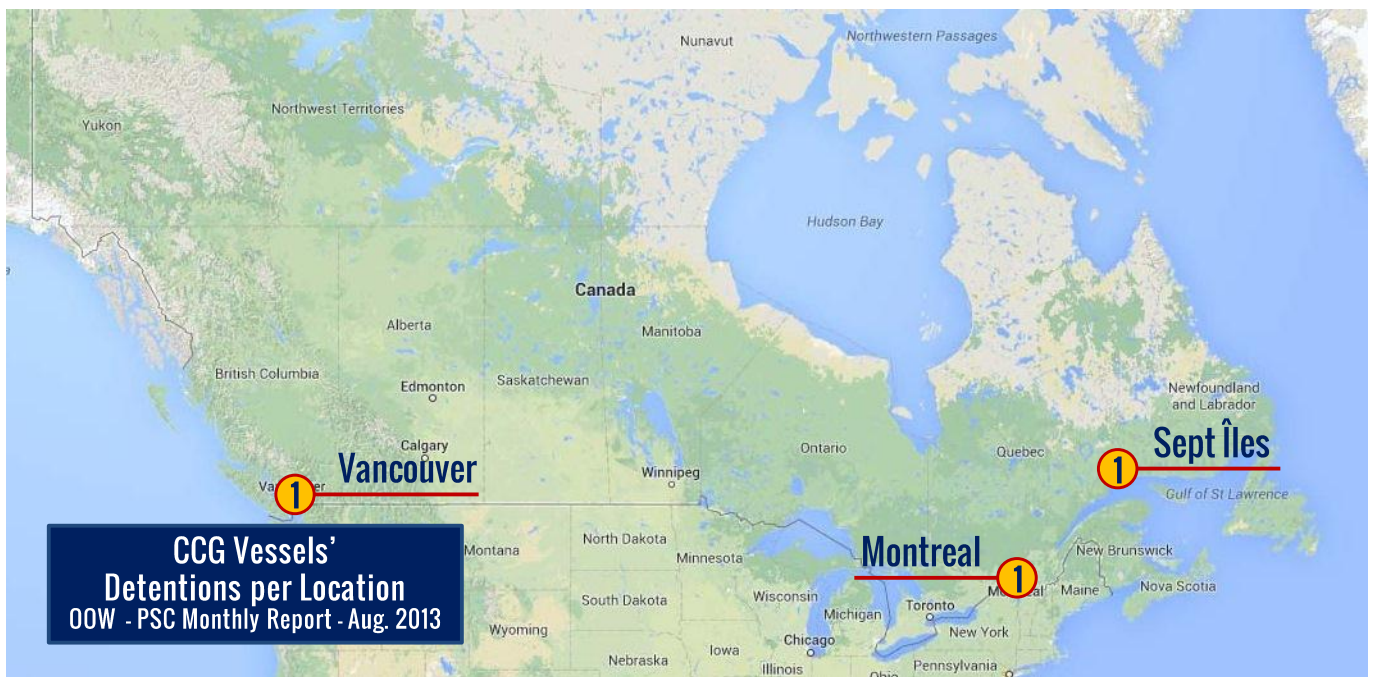 Nunavut
Northwestern Passages
Northwest Territories
Yukon
Hudson Bay
Canada
Alberta
Manitoba
British Columbia
Edmonton
Saskatchewan
Newfoundland
and Labrador
Calgary
Ontario
Quebec
Sept Îles
1
Vancouver
1
Winnipeg
Gulf of St Lawrence
CCG Vessels'
Detentions per Location
OOW - PSC Monthly Report - Aug. 2013
Montana
North Dakota
Minnesota
Montreal
1
New Brunswick
Maine
Nova Scotia
South Dakota
Wisconsin
Michigan
Toronto
Wyoming
New York
Chicago
Iowa
Nebraska
Illinois
Ohio
Pennsylvania